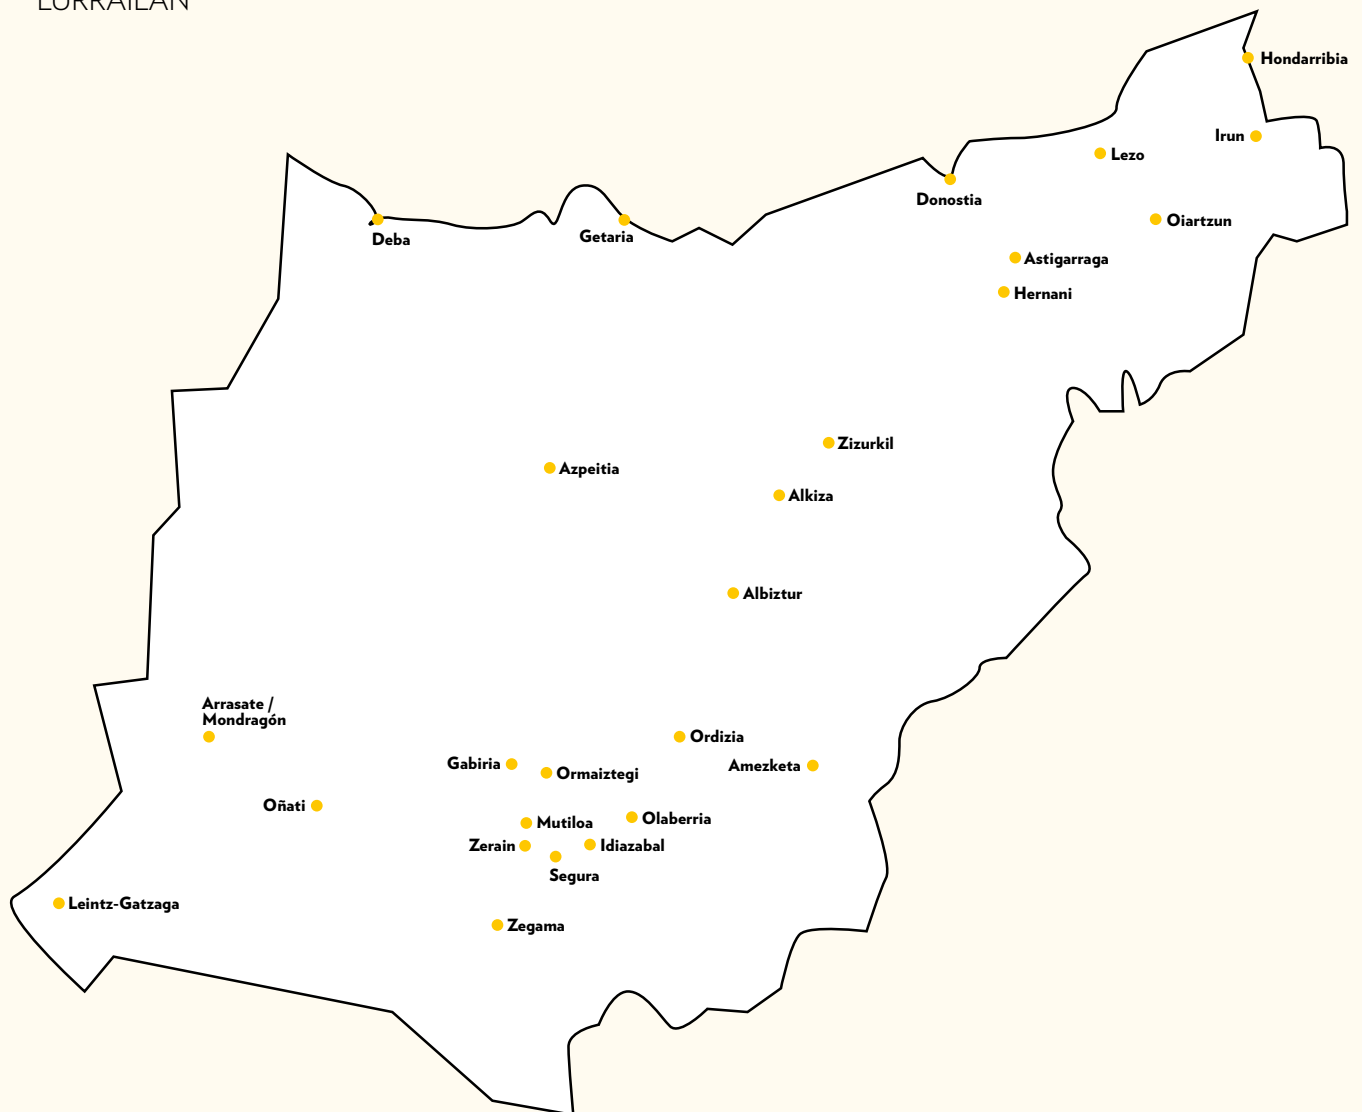 LURRAILAN
Hondarribia
Irun
Lezo
Donostia
Oiartzun
Deba
Getaria
Astigarraga
Hernani
Zizurkil
Azpeitia
Alkiza
Albiztur
Arrasate /
Mondragón
Ordizia
Gabiria
Amezketa
Ormaiztegi
Oñati
Olaberria
Mutiloa
Zerain
Idiazabal
Segura
Leintz-Gatzaga
Zegama